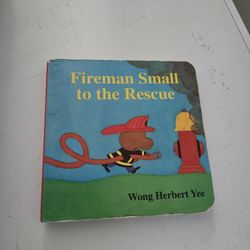 Fireman Small
to the Rescue
Wong Herbert Yee